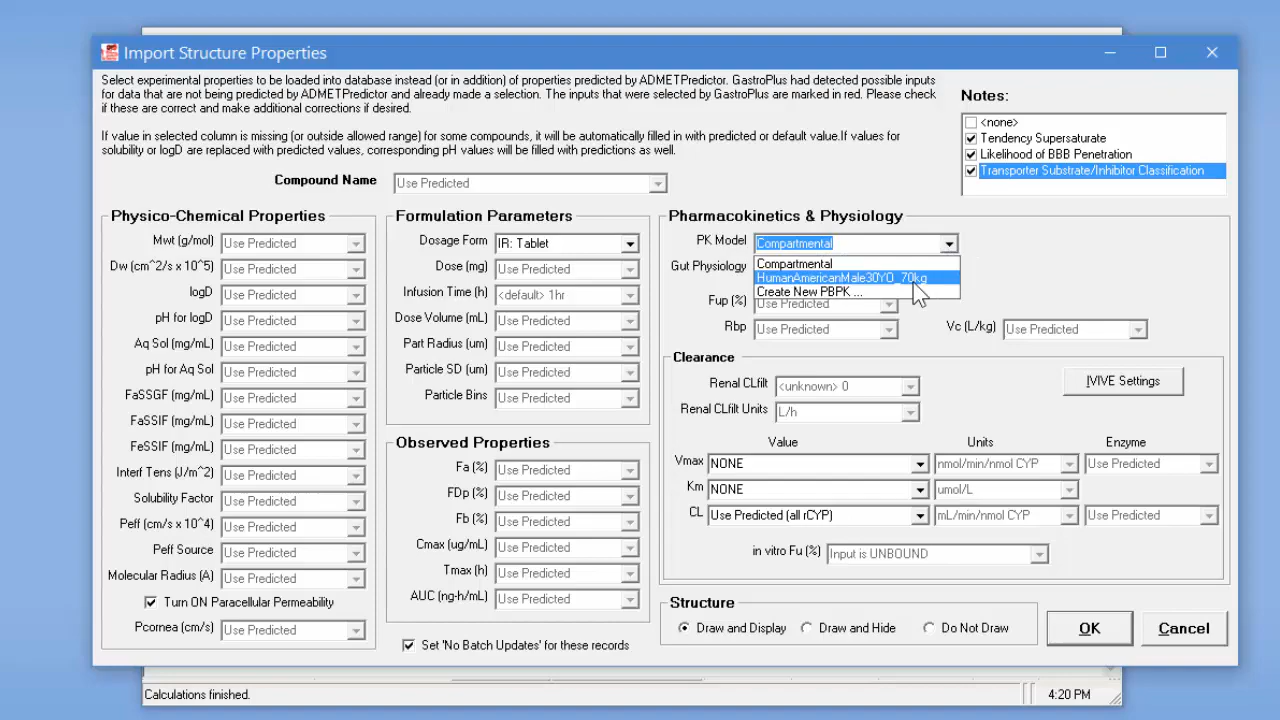 Import Structure Properties
Select experimental properties to be loaded into database instead (or in addition) of properties predicted by ADMETPredictor. GastroPlus had detected possible inputs
for data that are not being predicted by ADMETPredictor and already made a selection. The inputs that were selected by GastroPlus are marked in red. Please check
if these are correct and make additional corrections if desired.
If value in selected column is missing (or outside allowed range) for some compounds, it will be automatically filled in with predicted or default value.If values for
solubility or logD are replaced with predicted values, corresponding pH values will be filled with predictions as well.
Notes:
<none>
Tendency Supersaturate
Likelihood of BBB Penetration
Transporter Substrate/Inhibitor Classification
Compound Name Use Predicted
Physico-Chemical Properties
Mwt (g/mol) Use Predicted
Dw (cm^2/s x 10^5) Use Predicted
logD Use Predicted
pH for logD Use Predicted
Aq Sol (mg/mL) Use Predicted
pH for Aq Sol Use Predicted
FaSSGF (mg/mL) Use Predicted
FaSSIF (mg/mL) Use Predicted
FeSSIF (mg/mL) Use Predicted
Interf Tens (J/m^2) Use Predicted
Solubility Factor Use Predicted
Peff (cm/s x 10^4) Use Predicted
Peff Source Use Predicted
Molecular Radius (A) Use Predicted
Turn ON Paracellular Permeability
Pcornea (cm/s) Use Predicted
Formulation Parameters
Dosage Form IR: Tablet
Dose (mg) Use Predicted
Infusion Time (h) <default> 1hr
Dose Volume (mL) Use Predicted
Part Radius (um) Use Predicted
Particle SD (um) Use Predicted
Particle Bins Use Predicted
Observed Properties
Fa (%) Use Predicted
FDp (%) Use Predicted
Fb (%) Use Predicted
Cmax (ug/mL) Use Predicted
Tmax (h) Use Predicted
AUC (ng-h/mL) Use Predicted
Set 'No Batch Updates' for these records
Pharmacokinetics & Physiology
PK Model Compartmental
Compartmental
Gut Physiology HumanAmericanMale30YO_70kg
Create New PBPK ...
Fup (%) Use Predicted
Rbp Use Predicted Vc (L/kg) Use Predicted
Clearance
Renal CLfilt <unknown> 0 IVIVE Settings
Renal CLfilt Units L/h
Value Units Enzyme
Vmax NONE nmol/min/nmol CYP Use Predicted
Km NONE umol/L
CL Use Predicted (all rCYP) mL/min/nmol CYP Use Predicted
in vitro Fu (%) Input is UNBOUND
Structure
Draw and Display Draw and Hide Do Not Draw
OK Cancel
Calculations finished. 4:20 PM